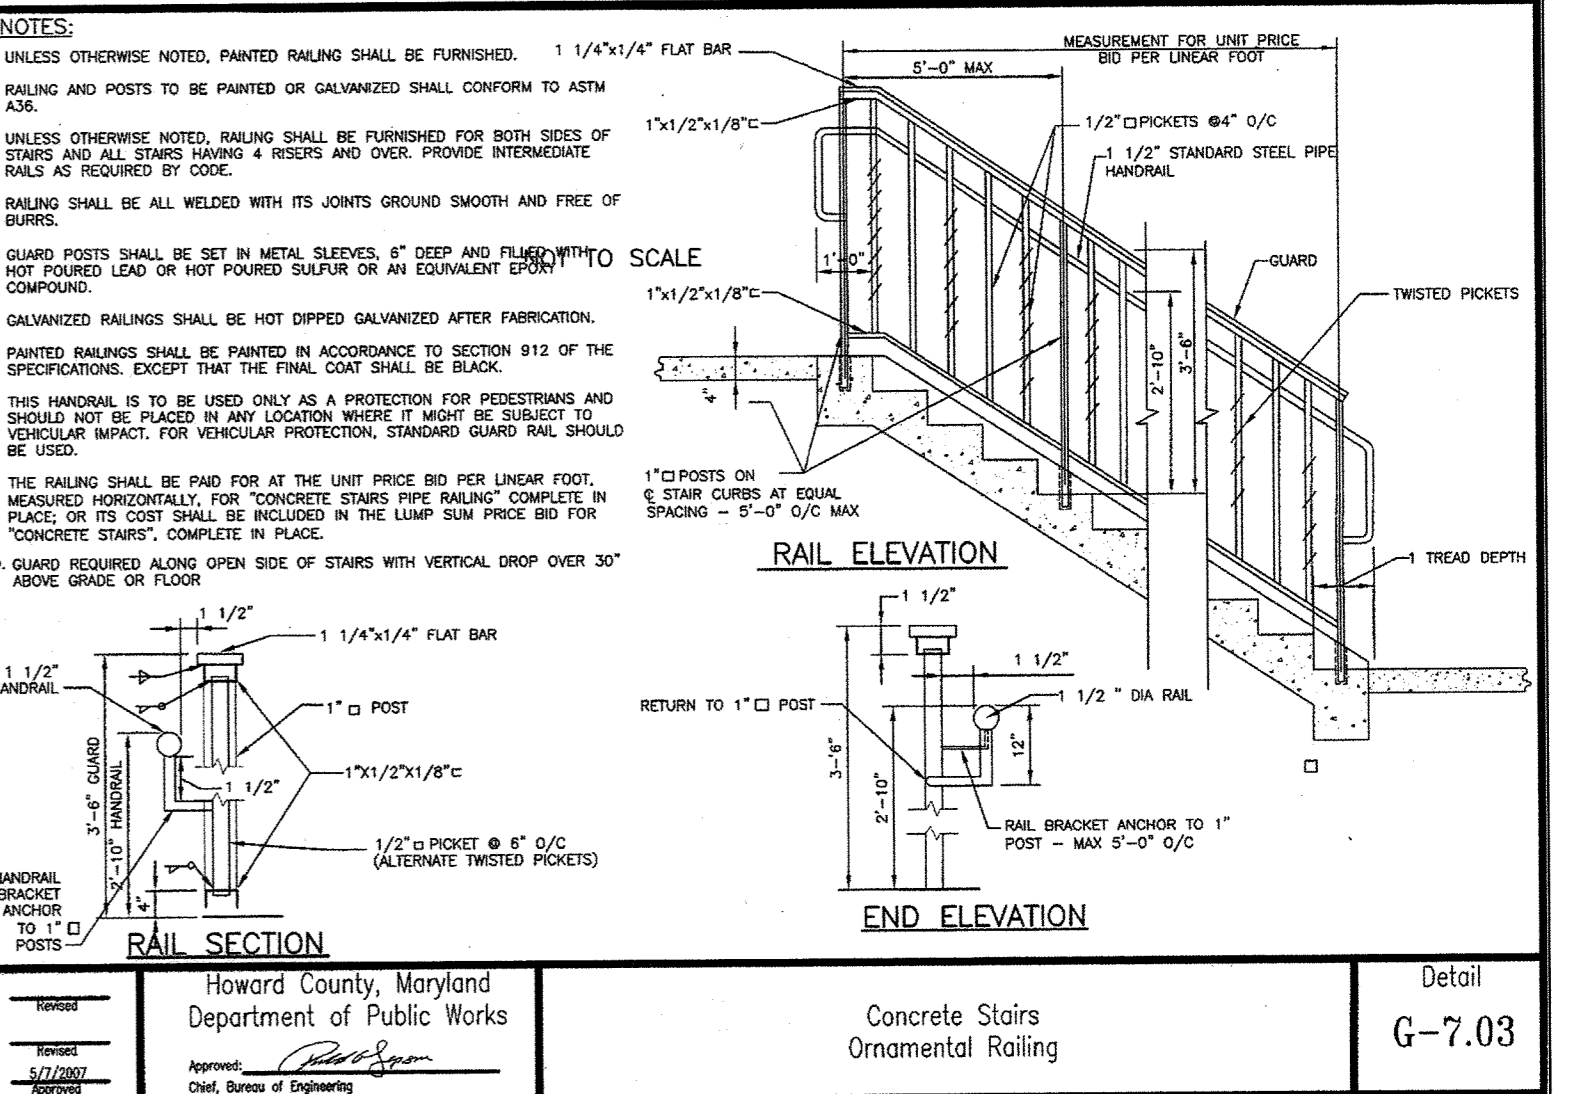 NOTES:
UNLESS OTHERWISE NOTED, PAINTED RAILING SHALL BE FURNISHED.
RAILING AND POSTS TO BE PAINTED OR GALVANIZED SHALL CONFORM TO ASTM
A36.
UNLESS OTHERWISE NOTED, RAILING SHALL BE FURNISHED FOR BOTH SIDES OF
STAIRS AND ALL STAIRS HAVING 4 RISERS AND OVER. PROVIDE INTERMEDIATE
RAILS AS REQUIRED BY CODE.
RAILING SHALL BE ALL WELDED WITH ITS JOINTS GROUND SMOOTH AND FREE OF
BURRS.
GUARD POSTS SHALL BE SET IN METAL SLEEVES, 6" DEEP AND FILLED WITH
HOT POURED LEAD OR HOT POURED SULFUR OR AN EQUIVALENT EPOXY
COMPOUND.
GALVANIZED RAILINGS SHALL BE HOT DIPPED GALVANIZED AFTER FABRICATION.
PAINTED RAILINGS SHALL BE PAINTED IN ACCORDANCE TO SECTION 912 OF THE
SPECIFICATIONS. EXCEPT THAT THE FINAL COAT SHALL BE BLACK.
THIS HANDRAIL IS TO BE USED ONLY AS A PROTECTION FOR PEDESTRIANS AND
SHOULD NOT BE PLACED IN ANY LOCATION WHERE IT MIGHT BE SUBJECT TO
VEHICULAR IMPACT. FOR VEHICULAR PROTECTION, STANDARD GUARD RAIL SHOULD
BE USED.
THE RAILING SHALL BE PAID FOR AT THE UNIT PRICE BID PER LINEAR FOOT,
MEASURED HORIZONTALLY, FOR "CONCRETE STAIRS PIPE RAILING" COMPLETE IN
PLACE; OR ITS COST SHALL BE INCLUDED IN THE LUMP SUM PRICE BID FOR
"CONCRETE STAIRS", COMPLETE IN PLACE.
. GUARD REQUIRED ALONG OPEN SIDE OF STAIRS WITH VERTICAL DROP OVER 30"
ABOVE GRADE OR FLOOR
NOT TO SCALE
1 1/4"x1/4" FLAT BAR
MEASUREMENT FOR UNIT PRICE
BID PER LINEAR FOOT
5'-0" MAX
1"x1/2"x1/8"⊏
1/2"□PICKETS @4" O/C
1 1/2" STANDARD STEEL PIPE
HANDRAIL
1'-0"
GUARD
1"x1/2"x1/8"⊏
TWISTED PICKETS
2'-10"
3'-6"
4"
1"□POSTS ON
℄ STAIR CURBS AT EQUAL
SPACING – 5'-0" O/C MAX
RAIL ELEVATION
1 TREAD DEPTH
1 1/2"
1 1/4"x1/4" FLAT BAR
1 1/2"
ANDRAIL
1" □ POST
3'-6" GUARD
2'-10" HANDRAIL
1 1/2"
1"X1/2"X1/8"⊏
1/2"□ PICKET @ 6" O/C
(ALTERNATE TWISTED PICKETS)
4"
HANDRAIL
BRACKET
ANCHOR
TO 1" □
POSTS
RAIL SECTION
1 1/2"
1 1/2"
1 1/2 " DIA RAIL
RETURN TO 1"□ POST
3-'6"
2'-10"
12"
RAIL BRACKET ANCHOR TO 1"
POST – MAX 5'-0" O/C
END ELEVATION
Revised
Revised
5/7/2007
Approved
Howard County, Maryland
Department of Public Works
Approved:
Chief, Bureau of Engineering
Concrete Stairs
Ornamental Railing
Detail
G-7.03